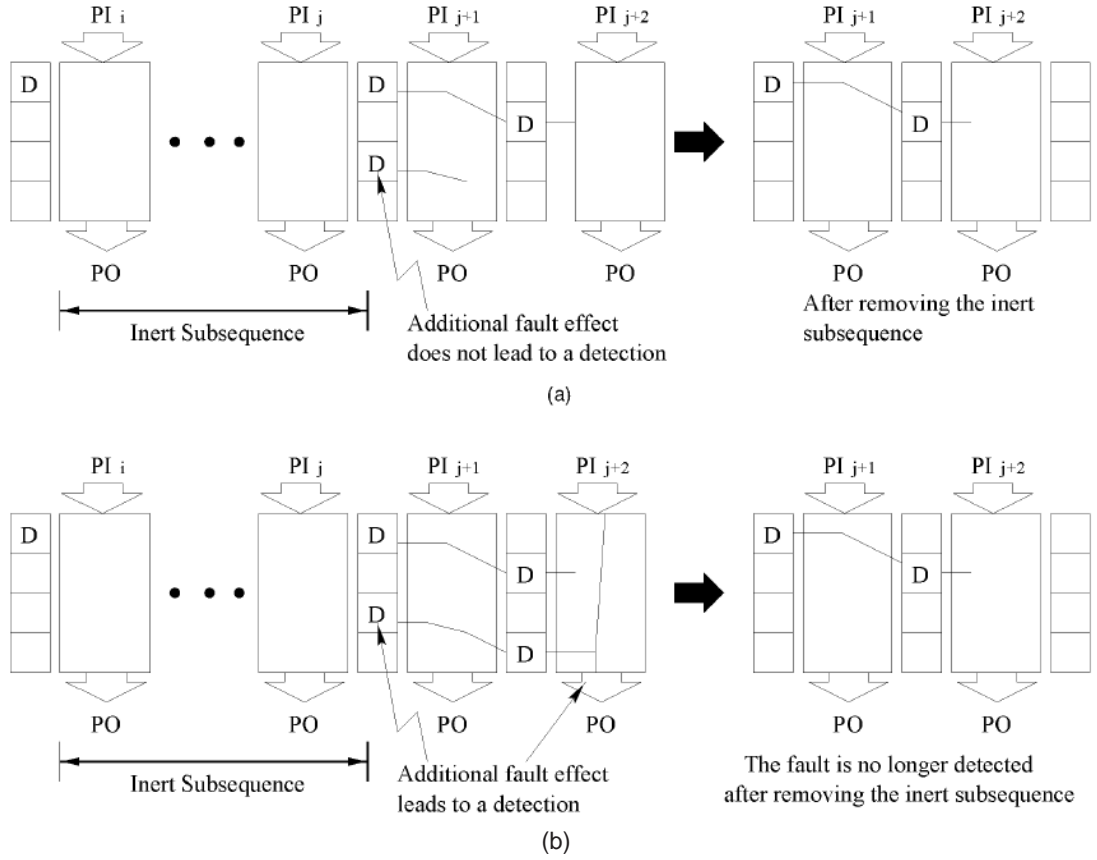 PI i PI j PI j+1 PI j+2 PI j+1 PI j+2
D D D
D D D
PO PO PO PO PO PO
Inert Subsequence
Additional fault effect
does not lead to a detection
After removing the inert
subsequence
(a)
PI i PI j PI j+1 PI j+2 PI j+1 PI j+2
D D D
D D
D D
PO PO PO PO PO PO
Inert Subsequence
Additional fault effect
leads to a detection
The fault is no longer detected
after removing the inert subsequence
(b)